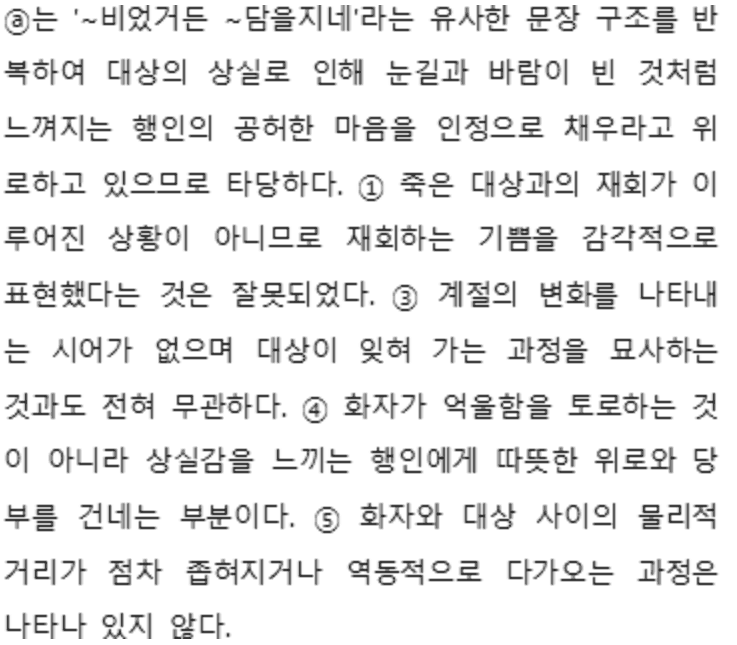 ⓐ는 '~비었거든 ~담을지네'라는 유사한 문장 구조를 반
복하여 대상의 상실로 인해 눈길과 바람이 빈 것처럼
느껴지는 행인의 공허한 마음을 인정으로 채우라고 위
로하고 있으므로 타당하다. ① 죽은 대상과의 재회가 이
루어진 상황이 아니므로 재회하는 기쁨을 감각적으로
표현했다는 것은 잘못되었다. ③ 계절의 변화를 나타내
는 시어가 없으며 대상이 잊혀 가는 과정을 묘사하는
것과도 전혀 무관하다. ④ 화자가 억울함을 토로하는 것
이 아니라 상실감을 느끼는 행인에게 따뜻한 위로와 당
부를 건네는 부분이다. ⑤ 화자와 대상 사이의 물리적
거리가 점차 좁혀지거나 역동적으로 다가오는 과정은
나타나 있지 않다.